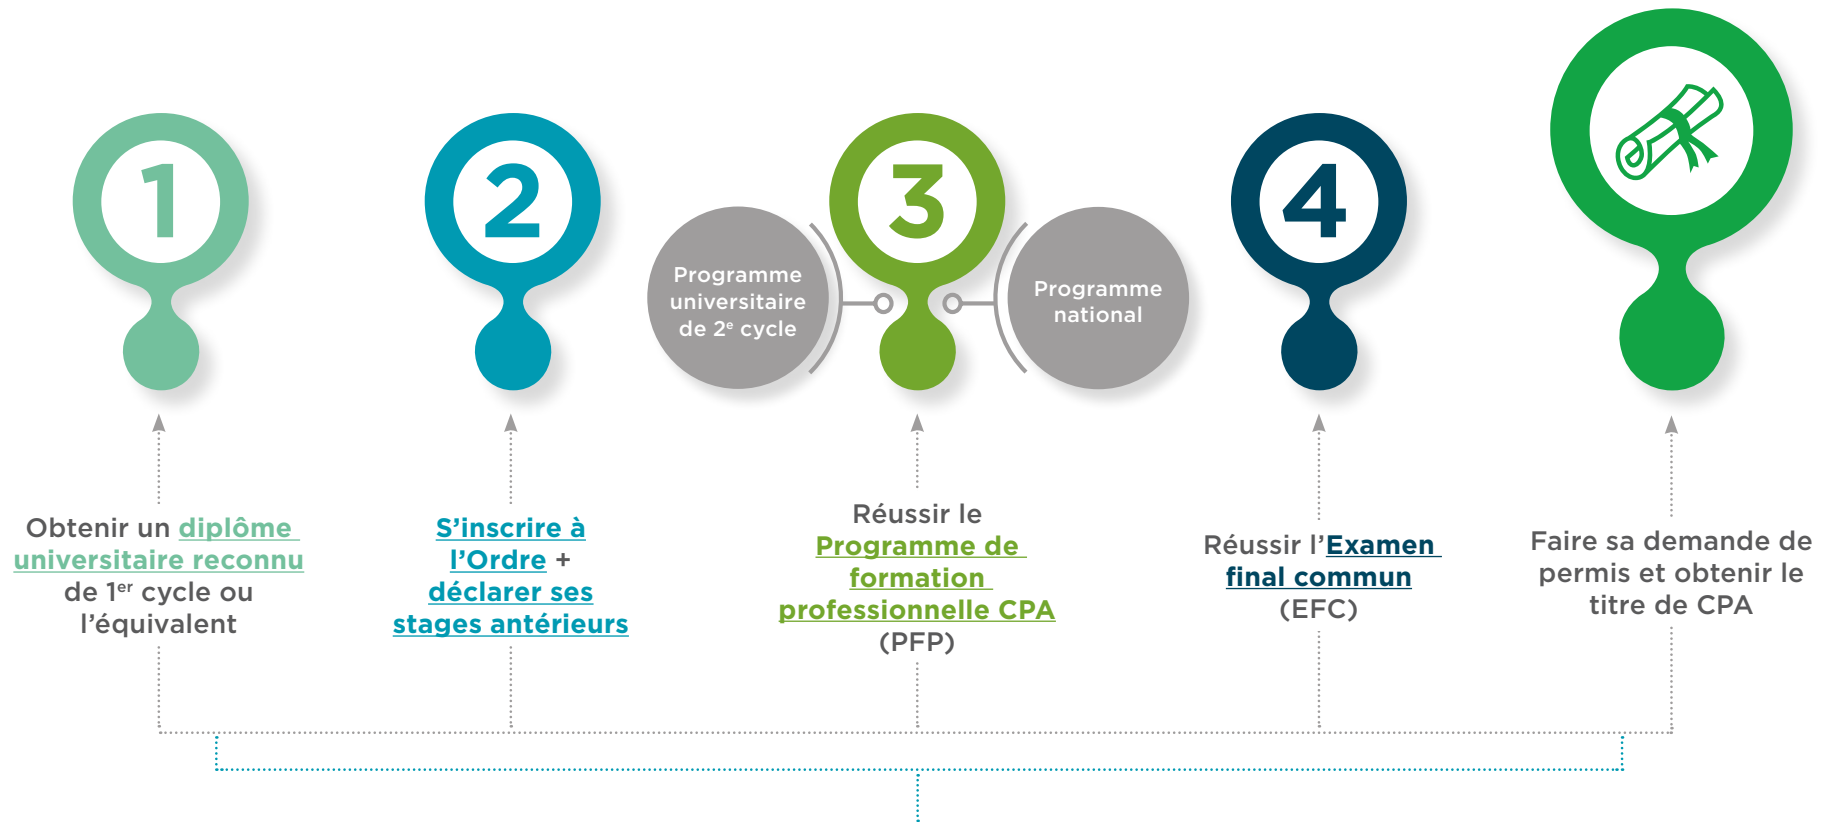 1
2
3
4
Programme
universitaire
de 2e cycle
Programme
national
Obtenir un diplôme
universitaire reconnu
de 1er cycle ou
l’équivalent
S’inscrire à
l’Ordre +
déclarer ses
stages antérieurs
Réussir le
Programme de
formation
professionnelle CPA
(PFP)
Réussir l’Examen
final commun
(EFC)
Faire sa demande de
permis et obtenir le
titre de CPA